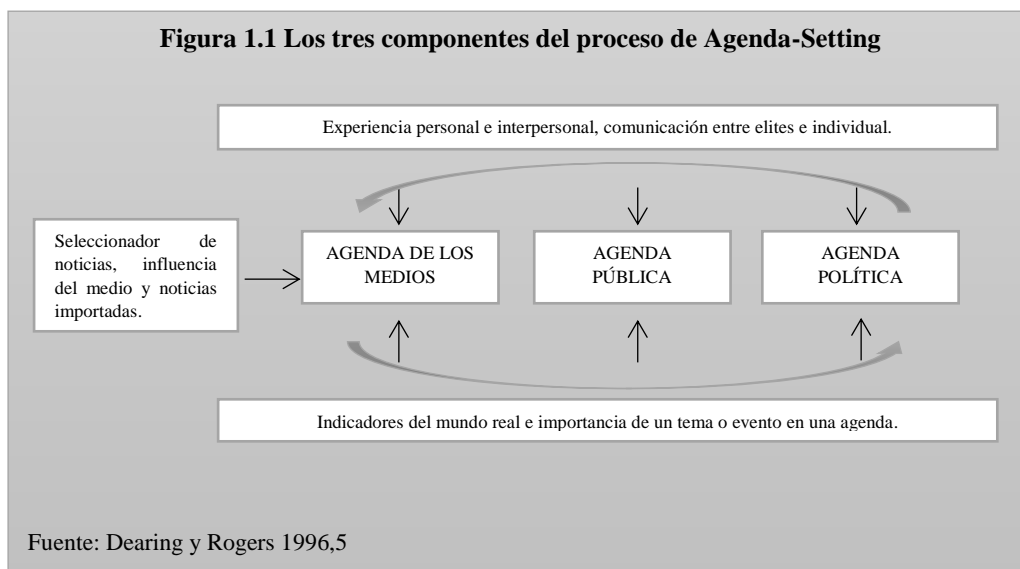 Figura 1.1 Los tres componentes del proceso de Agenda-Setting
Experiencia personal e interpersonal, comunicación entre elites e individual.
Seleccionador de
noticias, influencia
del medio y noticias
importadas.
AGENDA DE LOS
MEDIOS
AGENDA
PÚBLICA
AGENDA
POLÍTICA
Indicadores del mundo real e importancia de un tema o evento en una agenda.
Fuente: Dearing y Rogers 1996,5